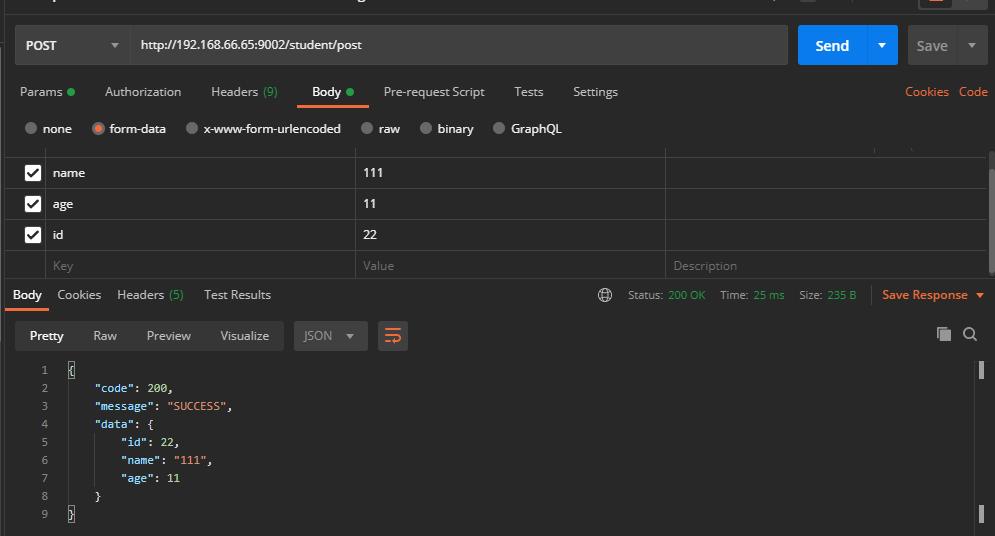 POST http://192.168.66.65:9002/student/post Send Save
Params Authorization Headers (9) Body Pre-request Script Tests Settings Cookies Code
none form-data x-www-form-urlencoded raw binary GraphQL
name 111
age 11
id 22
Key Value Description
Body Cookies Headers (5) Test Results Status: 200 OK Time: 25 ms Size: 235 B Save Response
Pretty Raw Preview Visualize JSON
1 {
2 "code": 200,
3 "message": "SUCCESS",
4 "data": {
5 "id": 22,
6 "name": "111",
7 "age": 11
8 }
9 }